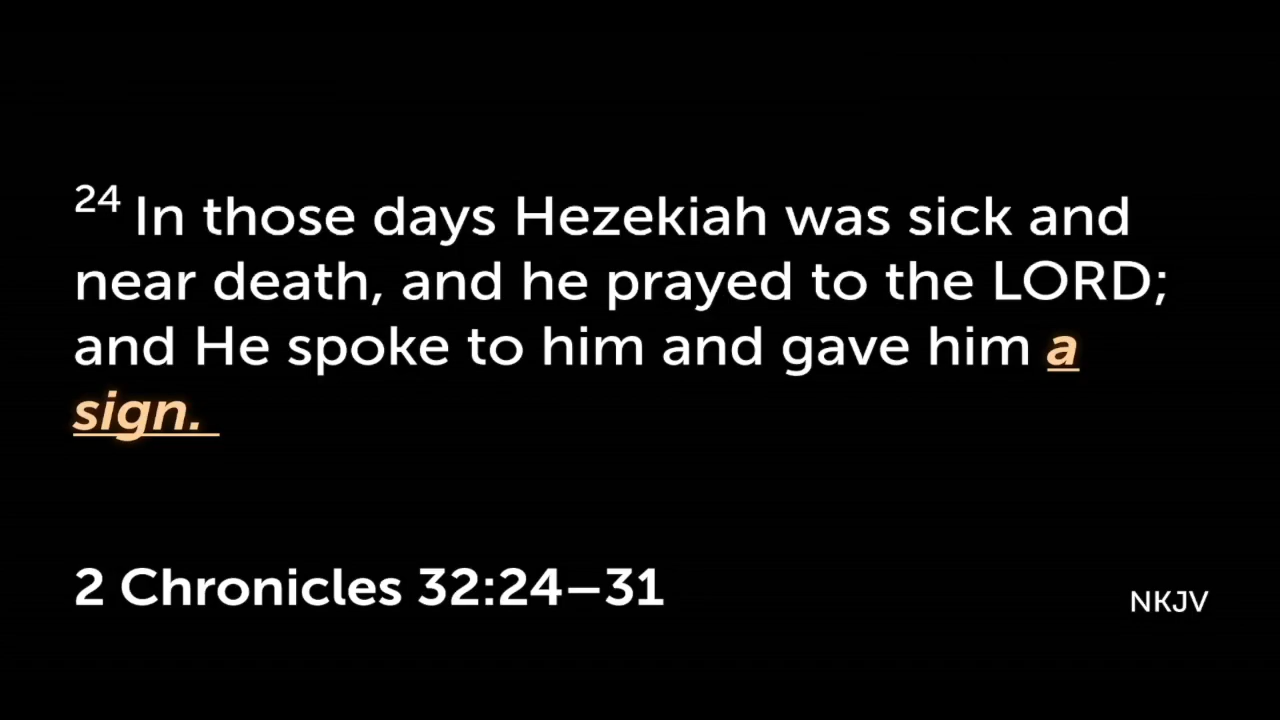 24 In those days Hezekiah was sick and
near death, and he prayed to the LORD;
and He spoke to him and gave him a
sign.
2 Chronicles 32:24–31
NKJV